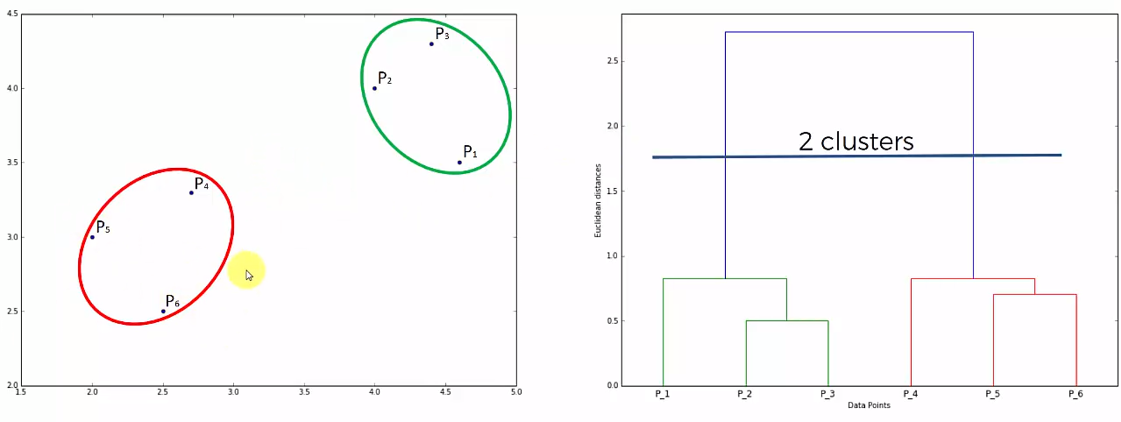 4.5
4.0
3.5
3.0
2.5
2.0
1.5 2.0 2.5 3.0 3.5 4.0 4.5 5.0
P₃
P₂
P₁
P₄
P₅
P₆
2.5
2.0
1.5
1.0
0.5
0.0
Euclidean distances
2 clusters
P_1 P_2 P_3 P_4 P_5 P_6
Data Points